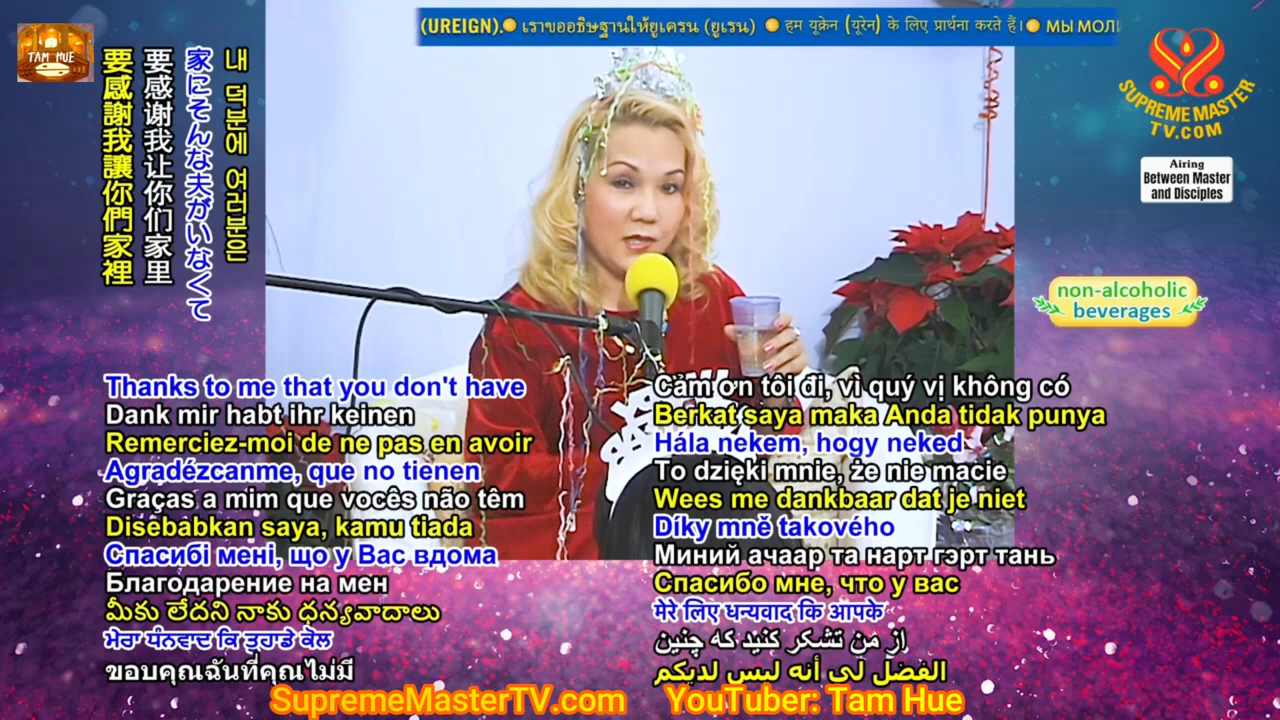 (UREIGN). เราขออธิษฐานให้ยูเครน (ยูเรน) हम यूक्रेन (यूरेन) के लिए प्रार्थना करते हैं। МЫ МОЛИ
TAM HUE
SUPREME MASTER
TV.COM
Airing
Between Master
and Disciples
non-alcoholic
beverages
要感謝我讓你們家裡
要感谢我让你们家里
家にそんな夫がいなくて
내 덕분에 여러분은
Thanks to me that you don't have
Dank mir habt ihr keinen
Remerciez-moi de ne pas en avoir
Agradézcanme, que no tienen
Graças a mim que vocês não têm
Disebabkan saya, kamu tiada
Спасибі мені, що у Вас вдома
Благодарение на мен
మీకు లేదని నాకు ధన్యవాదాలు
ਮੇਰਾ ਧੰਨਵਾਦ ਕਿ ਤੁਹਾਡੇ ਕੋਲ
ขอบคุณฉันที่คุณไม่มี
Cảm ơn tôi đi, vì quý vị không có
Berkat saya maka Anda tidak punya
Hála nekem, hogy neked
To dzięki mnie, że nie macie
Wees me dankbaar dat je niet
Díky mně takového
Миний ачаар та нарт гэрт тань
Спасибо мне, что у вас
मेरे लिए धन्यवाद कि आपके
از من تشکر کنید که چنین
الفضل لي أنه ليس لديكم
SupremeMasterTV.com YouTuber: Tam Hue